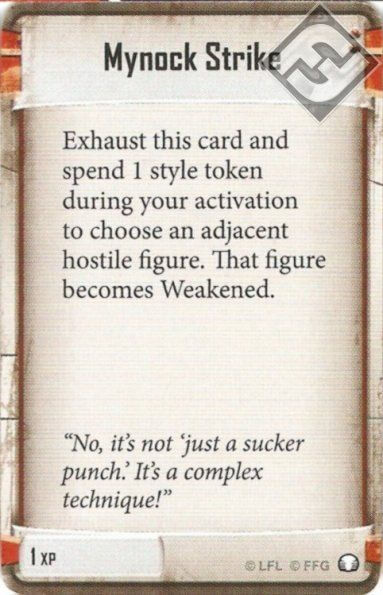 Mynock Strike
Exhaust this card and
spend 1 style token
during your activation
to choose an adjacent
hostile figure. That figure
becomes Weakened.
“No, it’s not ‘just a sucker
punch.’ It’s a complex
technique!”
1 XP
© LFL © FFG